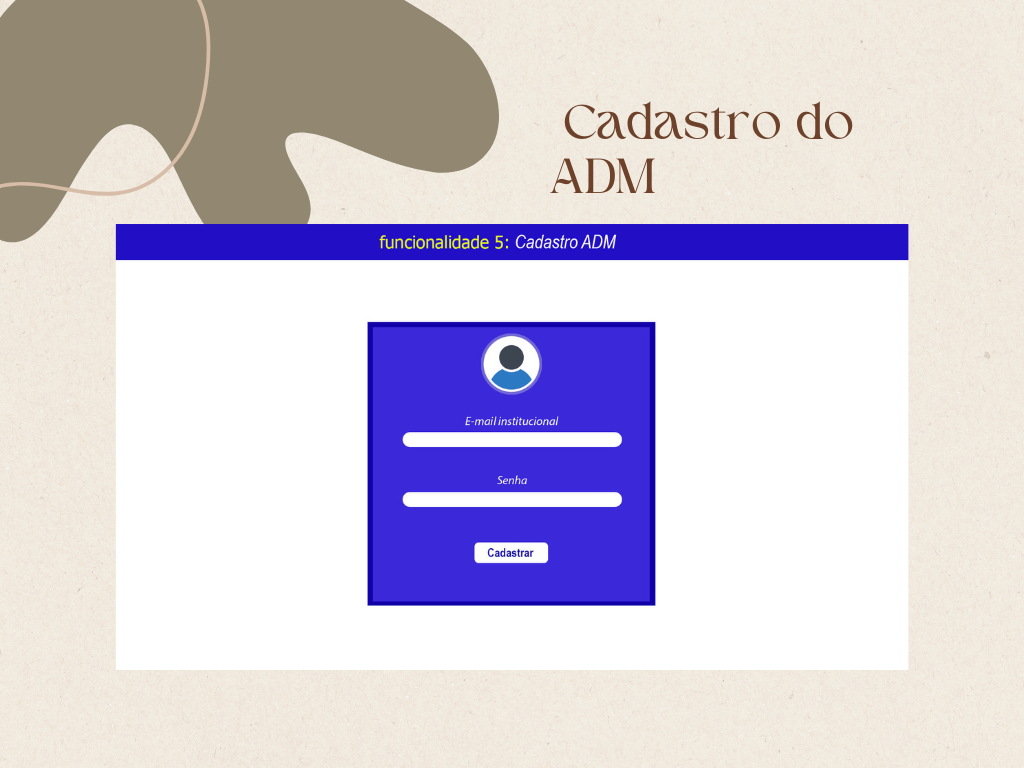 Cadastro do
ADM
funcionalidade 5: Cadastro ADM
E-mail institucional
Senha
Cadastrar